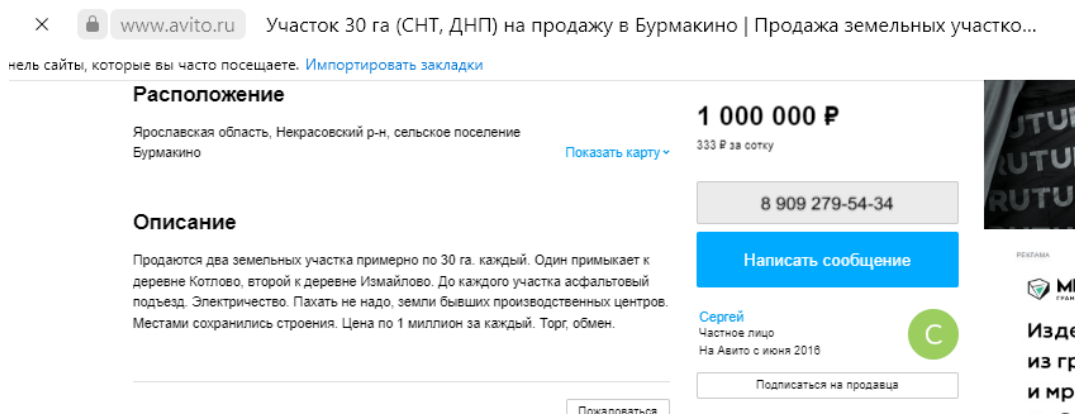 www.avito.ru Участок 30 га (СНТ, ДНП) на продажу в Бурмакино | Продажа земельных участко...
нель сайты, которые вы часто посещаете. Импортировать закладки
Расположение
Ярославская область, Некрасовский р-н, сельское поселение
Бурмакино
Показать карту
Описание
Продаются два земельных участка примерно по 30 га. каждый. Один примыкает к
деревне Котлово, второй к деревне Измайлово. До каждого участка асфальтовый
подъезд. Электричество. Пахать не надо, земли бывших производственных центров.
Местами сохранились строения. Цена по 1 миллион за каждый. Торг, обмен.
Пожаловаться
1 000 000 ₽
333 ₽ за сотку
8 909 279-54-34
Написать сообщение
Сергей
Частное лицо
На Авито с июня 2016
С
Подписаться на продавца
RUTU
RUTU
РЕКЛАМА
Изде
из гр
и мр